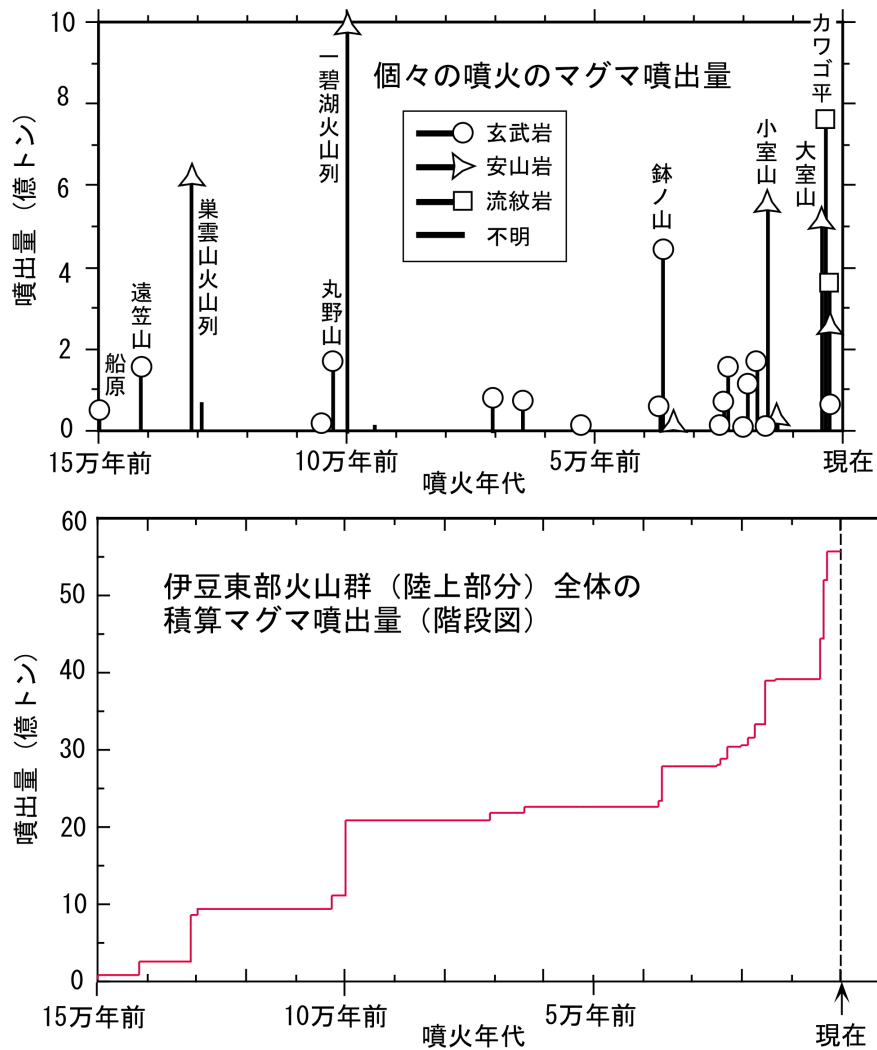 個々の噴火のマグマ噴出量
玄武岩
安山岩
流紋岩
不明
噴出量（億トン）
10
8
6
4
2
0
船原
遠笠山
巣雲山火山列
丸野山
一碧湖火山列
鉢ノ山
小室山
大室山
カワゴ平
15万年前
10万年前
5万年前
現在
噴火年代
伊豆東部火山群（陸上部分）全体の
積算マグマ噴出量（階段図）
噴出量（億トン）
60
50
40
30
20
10
0
15万年前
10万年前
5万年前
現在
噴火年代